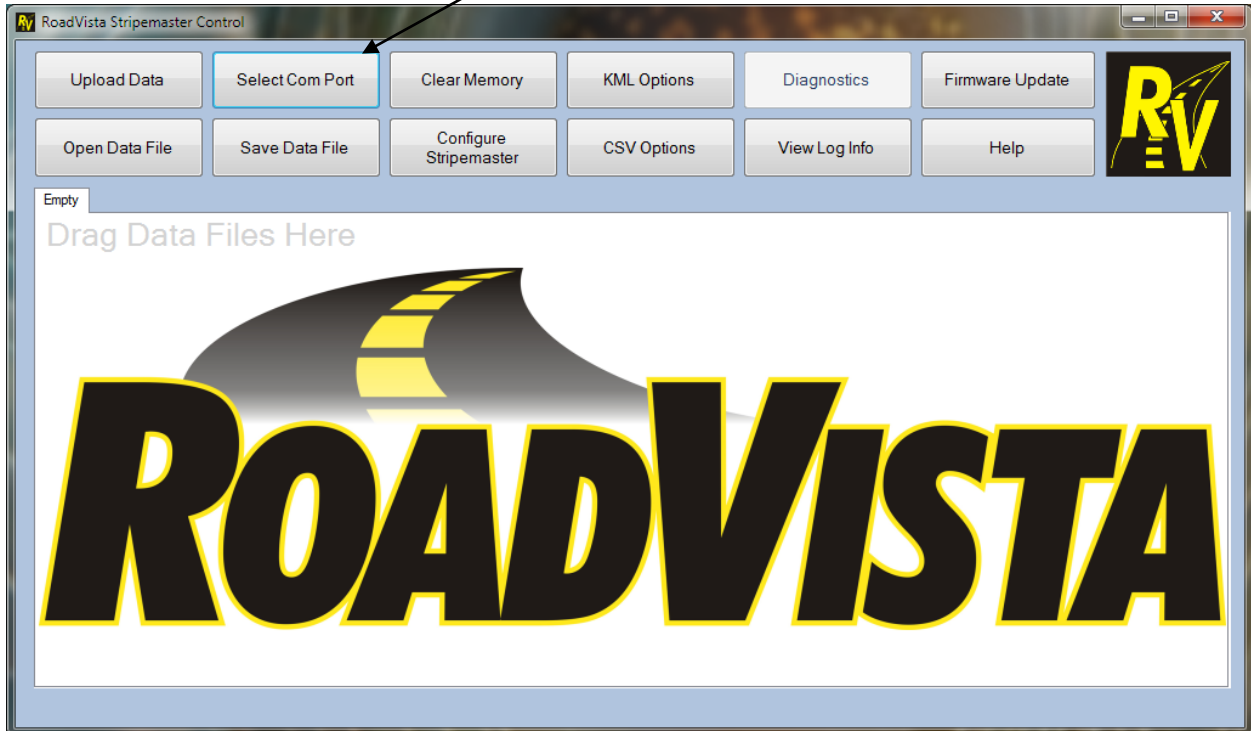 RoadVista Stripemaster Control
Upload Data
Select Com Port
Clear Memory
KML Options
Diagnostics
Firmware Update
RV
Open Data File
Save Data File
Configure
Stripemaster
CSV Options
View Log Info
Help
RV
Empty
Drag Data Files Here
ROADVISTA